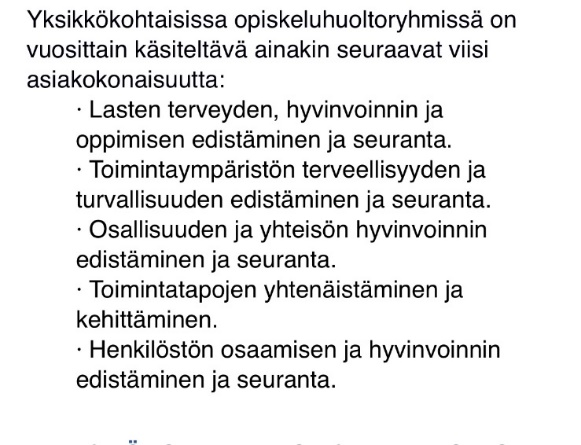 Yksikkökohtaisissa opiskeluhuoltoryhmissä on
vuosittain käsiteltävä ainakin seuraavat viisi
asiakokonaisuutta:
· Lasten terveyden, hyvinvoinnin ja
oppimisen edistäminen ja seuranta.
· Toimintaympäristön terveellisyyden ja
turvallisuuden edistäminen ja seuranta.
· Osallisuuden ja yhteisön hyvinvoinnin
edistäminen ja seuranta.
· Toimintatapojen yhtenäistäminen ja
kehittäminen.
· Henkilöstön osaamisen ja hyvinvoinnin
edistäminen ja seuranta.